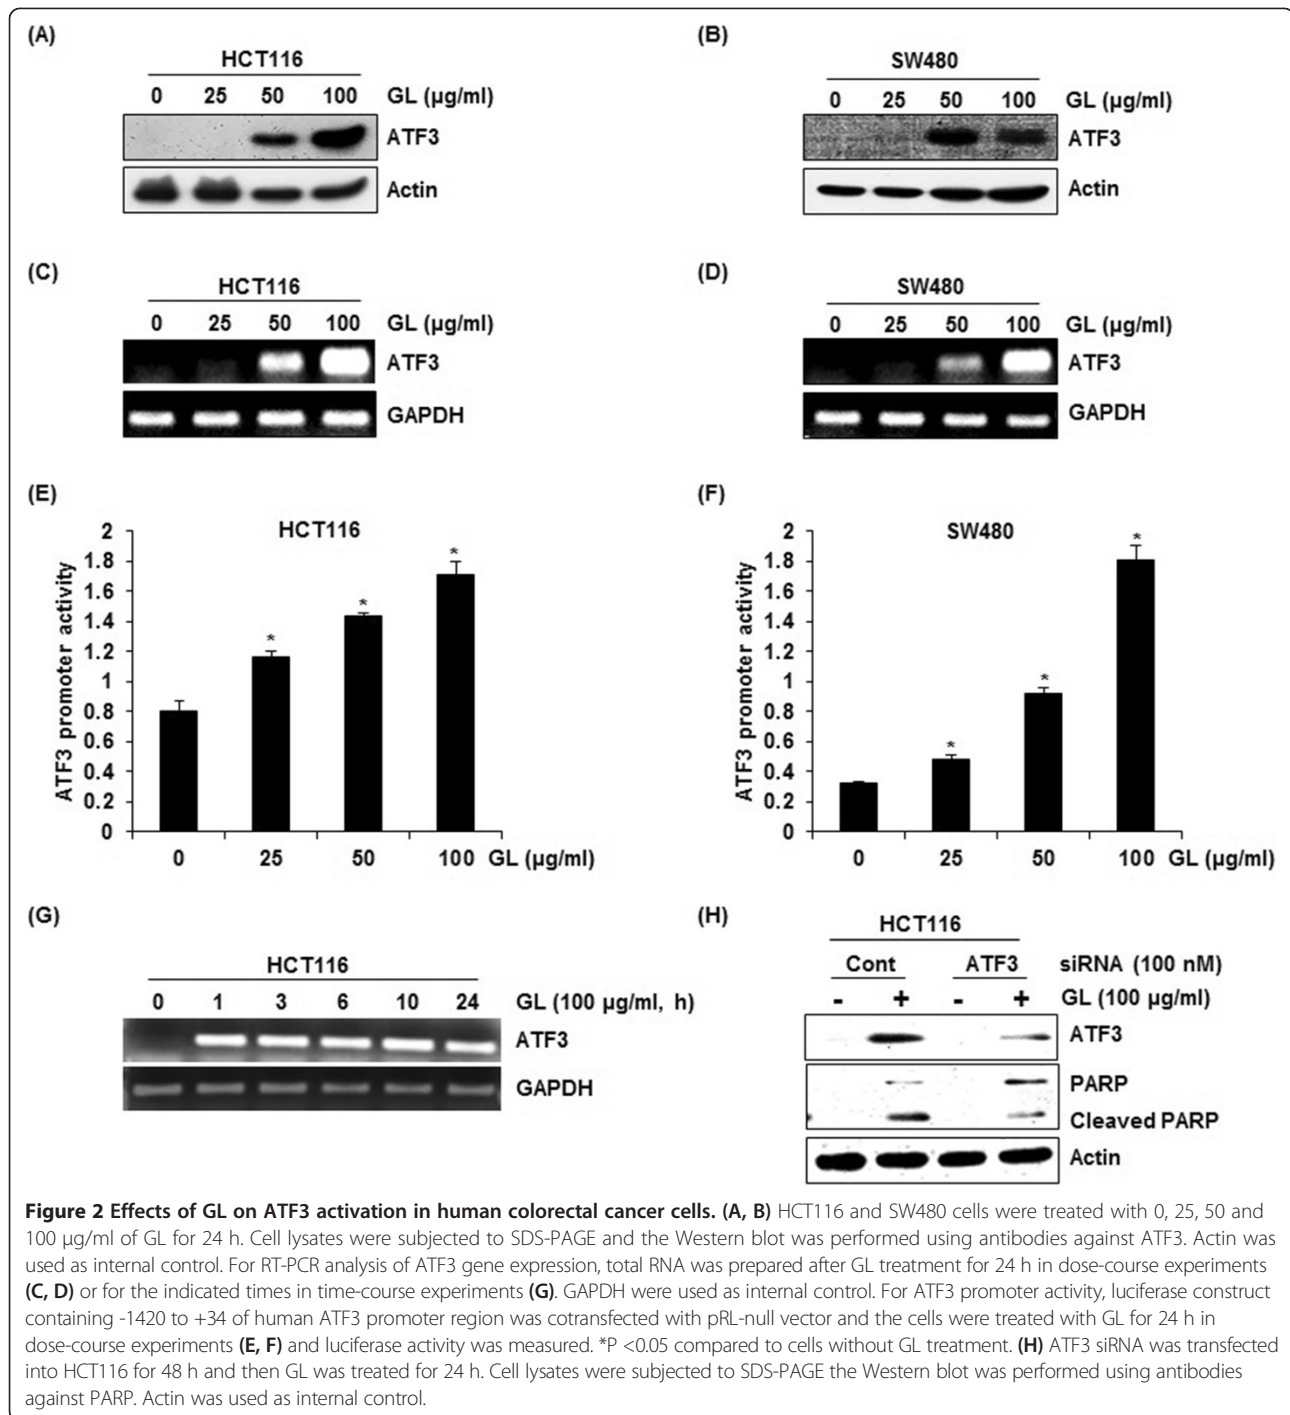 (A)
HCT116
0 25 50 100 GL (µg/ml)
ATF3
Actin
(B)
SW480
0 25 50 100 GL (µg/ml)
ATF3
Actin
(C)
HCT116
0 25 50 100 GL (µg/ml)
ATF3
GAPDH
(D)
SW480
0 25 50 100 GL (µg/ml)
ATF3
GAPDH
(E)
HCT116
ATF3 promoter activity
2
1.8
1.6
1.4
1.2
1
0.8
0.6
0.4
0.2
0
* * *
0 25 50 100 GL (µg/ml)
(F)
SW480
ATF3 promoter activity
2
1.8
1.6
1.4
1.2
1
0.8
0.6
0.4
0.2
0
* * *
0 25 50 100 GL (µg/ml)
(G)
HCT116
0 1 3 6 10 24 GL (100 µg/ml, h)
ATF3
GAPDH
(H)
HCT116
Cont ATF3 siRNA (100 nM)
- + - + GL (100 µg/ml)
ATF3
PARP
Cleaved PARP
Actin
Figure 2 Effects of GL on ATF3 activation in human colorectal cancer cells. (A, B) HCT116 and SW480 cells were treated with 0, 25, 50 and
100 µg/ml of GL for 24 h. Cell lysates were subjected to SDS-PAGE and the Western blot was performed using antibodies against ATF3. Actin was
used as internal control. For RT-PCR analysis of ATF3 gene expression, total RNA was prepared after GL treatment for 24 h in dose-course experiments
(C, D) or for the indicated times in time-course experiments (G). GAPDH were used as internal control. For ATF3 promoter activity, luciferase construct
containing -1420 to +34 of human ATF3 promoter region was cotransfected with pRL-null vector and the cells were treated with GL for 24 h in
dose-course experiments (E, F) and luciferase activity was measured. *P <0.05 compared to cells without GL treatment. (H) ATF3 siRNA was transfected
into HCT116 for 48 h and then GL was treated for 24 h. Cell lysates were subjected to SDS-PAGE the Western blot was performed using antibodies
against PARP. Actin was used as internal control.